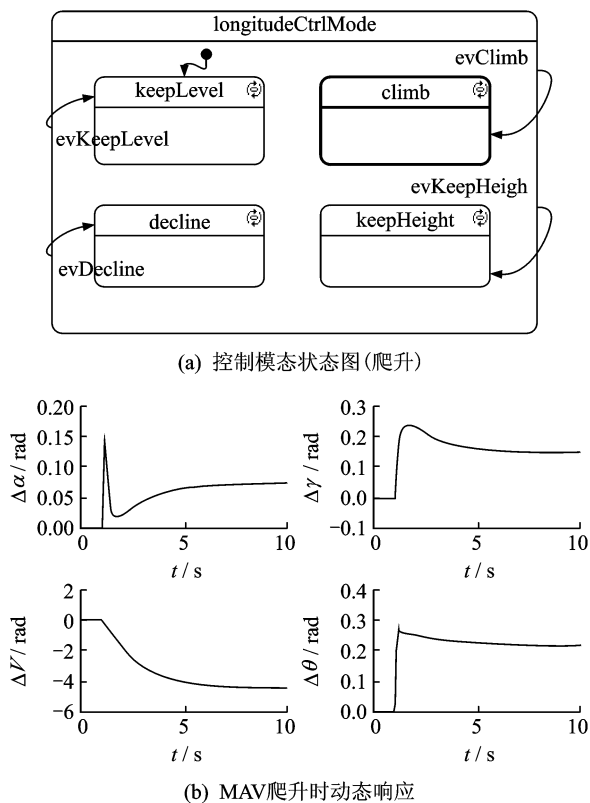 longitudeCtrlMode
evClimb
keepLevel
climb
evKeepLevel
evKeepHeigh
decline
keepHeight
evDecline
(a) 控制模态状态图(爬升)
Δα / rad
0.20
0.15
0.10
0.05
0.00
0 5 10
t / s
Δγ / rad
0.3
0.2
0.1
0.0
−0.1
0 5 10
t / s
ΔV / rad
2
0
−2
−4
−6
0 5 10
t / s
Δθ / rad
0.4
0.3
0.2
0.1
0.0
0 5 10
t / s
(b) MAV爬升时动态响应